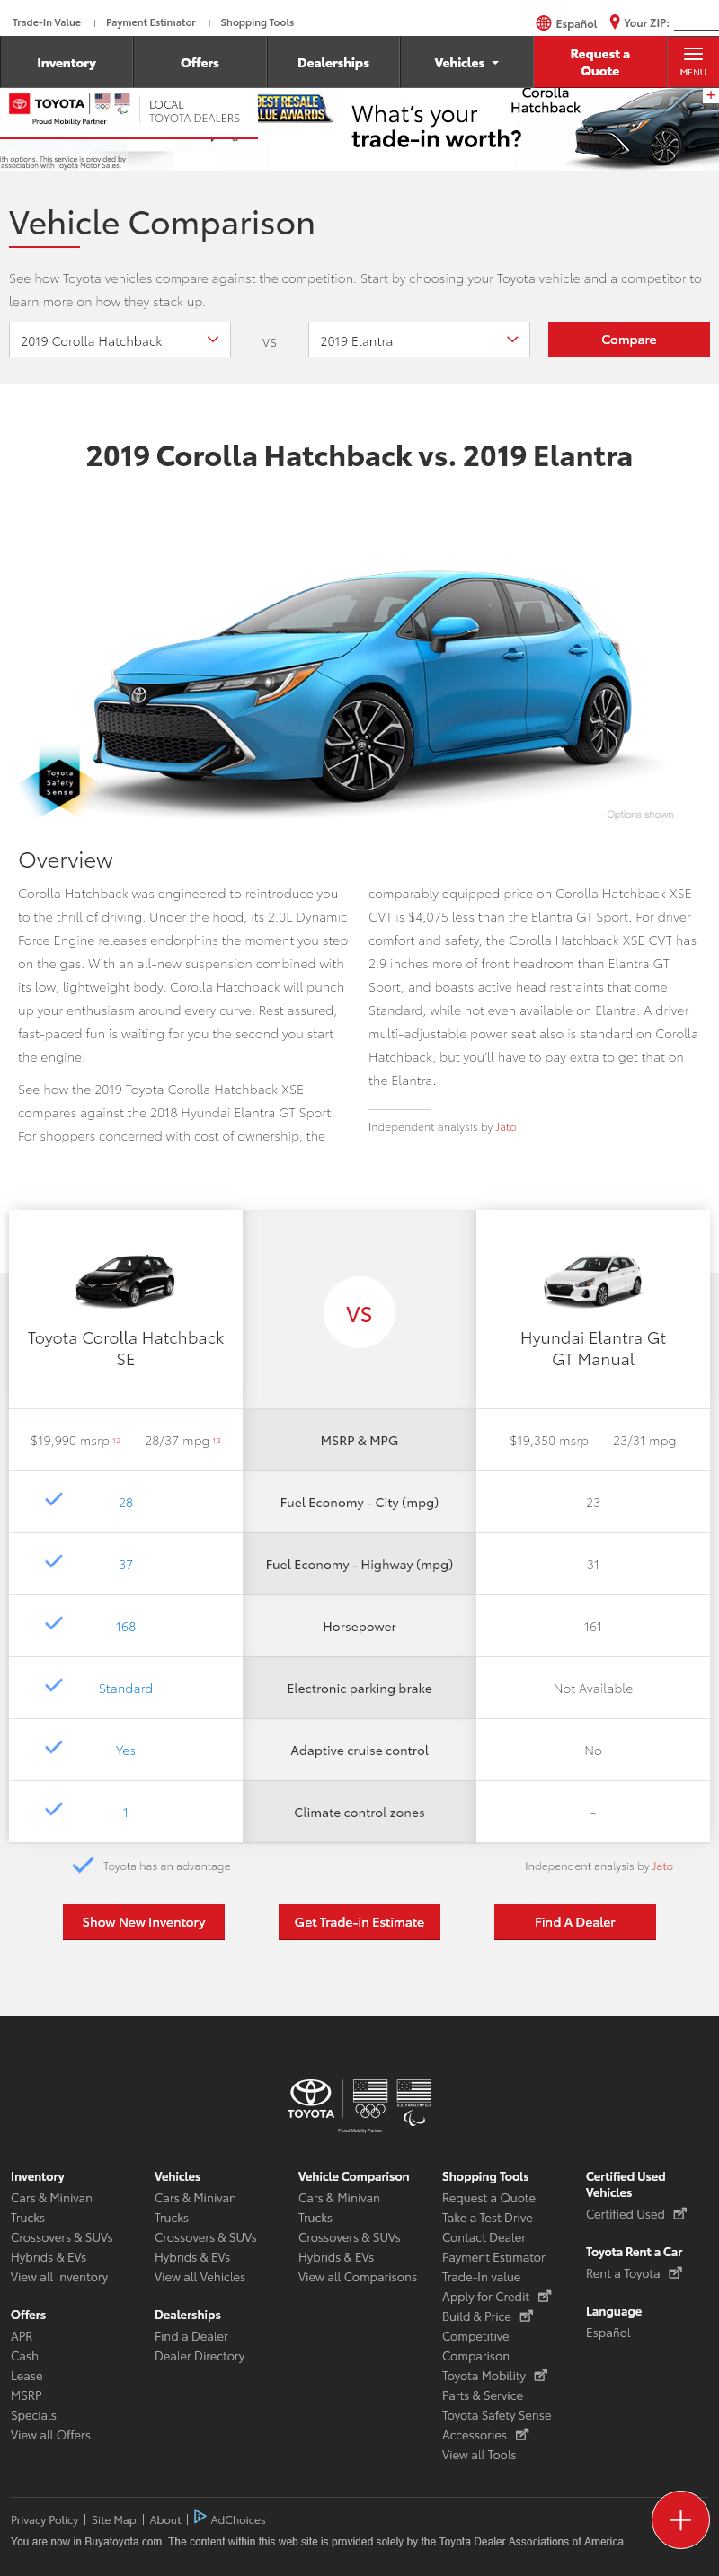 Trade-In Value | Payment Estimator | Shopping Tools
Español
Your ZIP:
Inventory
Offers
Dealerships
Vehicles
Request a
Quote
MENU
TOYOTA
Proud Mobility Partner
LOCAL
TOYOTA DEALERS
BEST RESALE
VALUE AWARDS
What's your
trade-in worth?
Corolla
Hatchback
+
ith options. This service is provided by
association with Toyota Motor Sales.
Vehicle Comparison
See how Toyota vehicles compare against the competition. Start by choosing your Toyota vehicle and a competitor to
learn more on how they stack up.
2019 Corolla Hatchback
VS
2019 Elantra
Compare
2019 Corolla Hatchback vs. 2019 Elantra
Toyota
Safety
Sense
Options shown
Overview
Corolla Hatchback was engineered to reintroduce you
to the thrill of driving. Under the hood, its 2.0L Dynamic
Force Engine releases endorphins the moment you step
on the gas. With an all-new suspension combined with
its low, lightweight body, Corolla Hatchback will punch
up your enthusiasm around every curve. Rest assured,
fast-paced fun is waiting for you the second you start
the engine.
See how the 2019 Toyota Corolla Hatchback XSE
compares against the 2018 Hyundai Elantra GT Sport.
For shoppers concerned with cost of ownership, the
comparably equipped price on Corolla Hatchback XSE
CVT is $4,075 less than the Elantra GT Sport. For driver
comfort and safety, the Corolla Hatchback XSE CVT has
2.9 inches more of front headroom than Elantra GT
Sport, and boasts active head restraints that come
Standard, while not even available on Elantra. A driver
multi-adjustable power seat also is standard on Corolla
Hatchback, but you'll have to pay extra to get that on
the Elantra.
Independent analysis by Jato
Toyota Corolla Hatchback
SE
VS
Hyundai Elantra Gt
GT Manual
$19,990 msrp 12 28/37 mpg 13 MSRP & MPG $19,350 msrp 23/31 mpg
28 Fuel Economy - City (mpg) 23
37 Fuel Economy - Highway (mpg) 31
168 Horsepower 161
Standard Electronic parking brake Not Available
Yes Adaptive cruise control No
1 Climate control zones -
Toyota has an advantage
Independent analysis by Jato
Show New Inventory
Get Trade-in Estimate
Find A Dealer
TOYOTA
U.S. PARALYMPICS
Proud Mobility Partner
Inventory
Cars & Minivan
Trucks
Crossovers & SUVs
Hybrids & EVs
View all Inventory
Offers
APR
Cash
Lease
MSRP
Specials
View all Offers
Vehicles
Cars & Minivan
Trucks
Crossovers & SUVs
Hybrids & EVs
View all Vehicles
Dealerships
Find a Dealer
Dealer Directory
Vehicle Comparison
Cars & Minivan
Trucks
Crossovers & SUVs
Hybrids & EVs
View all Comparisons
Shopping Tools
Request a Quote
Take a Test Drive
Contact Dealer
Payment Estimator
Trade-In value
Apply for Credit
Build & Price
Competitive
Comparison
Toyota Mobility
Parts & Service
Toyota Safety Sense
Accessories
View all Tools
Certified Used
Vehicles
Certified Used
Toyota Rent a Car
Rent a Toyota
Language
Español
Privacy Policy | Site Map | About | AdChoices
You are now in Buyatoyota.com. The content within this web site is provided solely by the Toyota Dealer Associations of America.